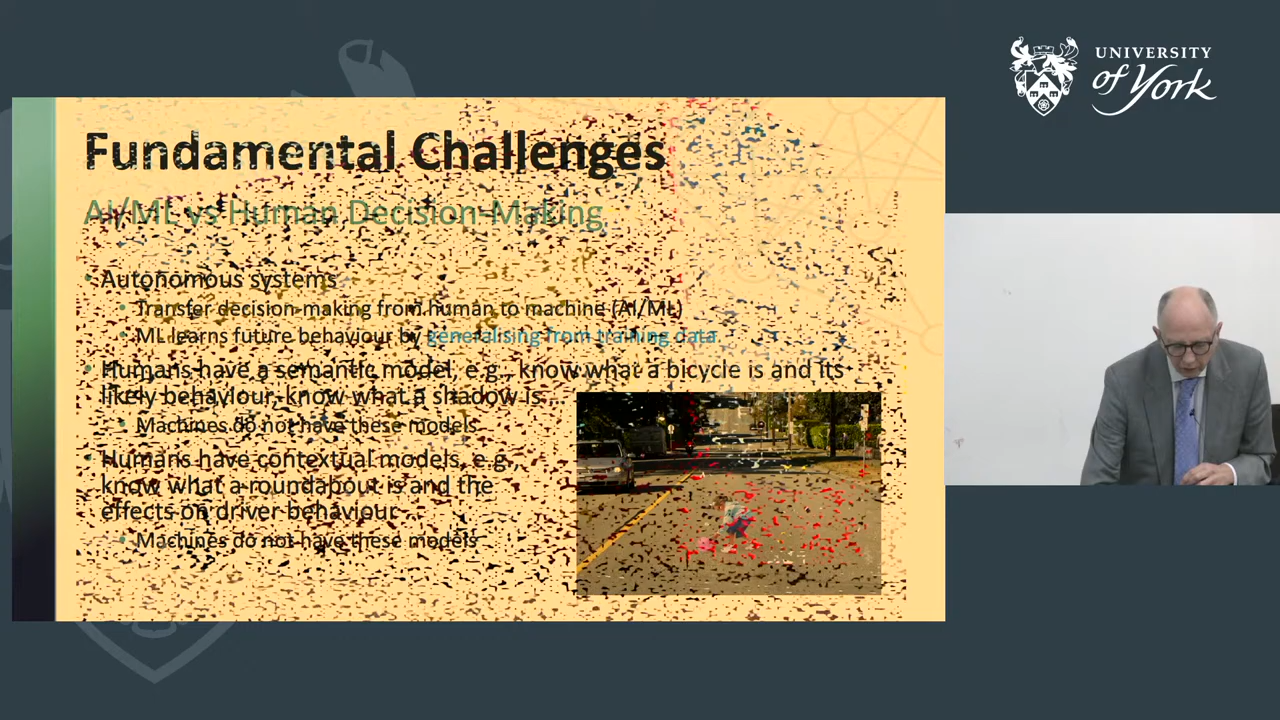 UNIVERSITY
of York
Fundamental Challenges
AI/ML vs Human Decision-Making
• Autonomous systems
• Transfer decision-making from human to machine (AI/ML)
• ML learns future behaviour by generalising from training data
• Humans have a semantic model, e.g., know what a bicycle is and its
likely behaviour, know what a shadow is…
• Machines do not have these models
• Humans have contextual models, e.g.
know what a roundabout is and the
effects on driver behaviour …
• Machines do not have these models